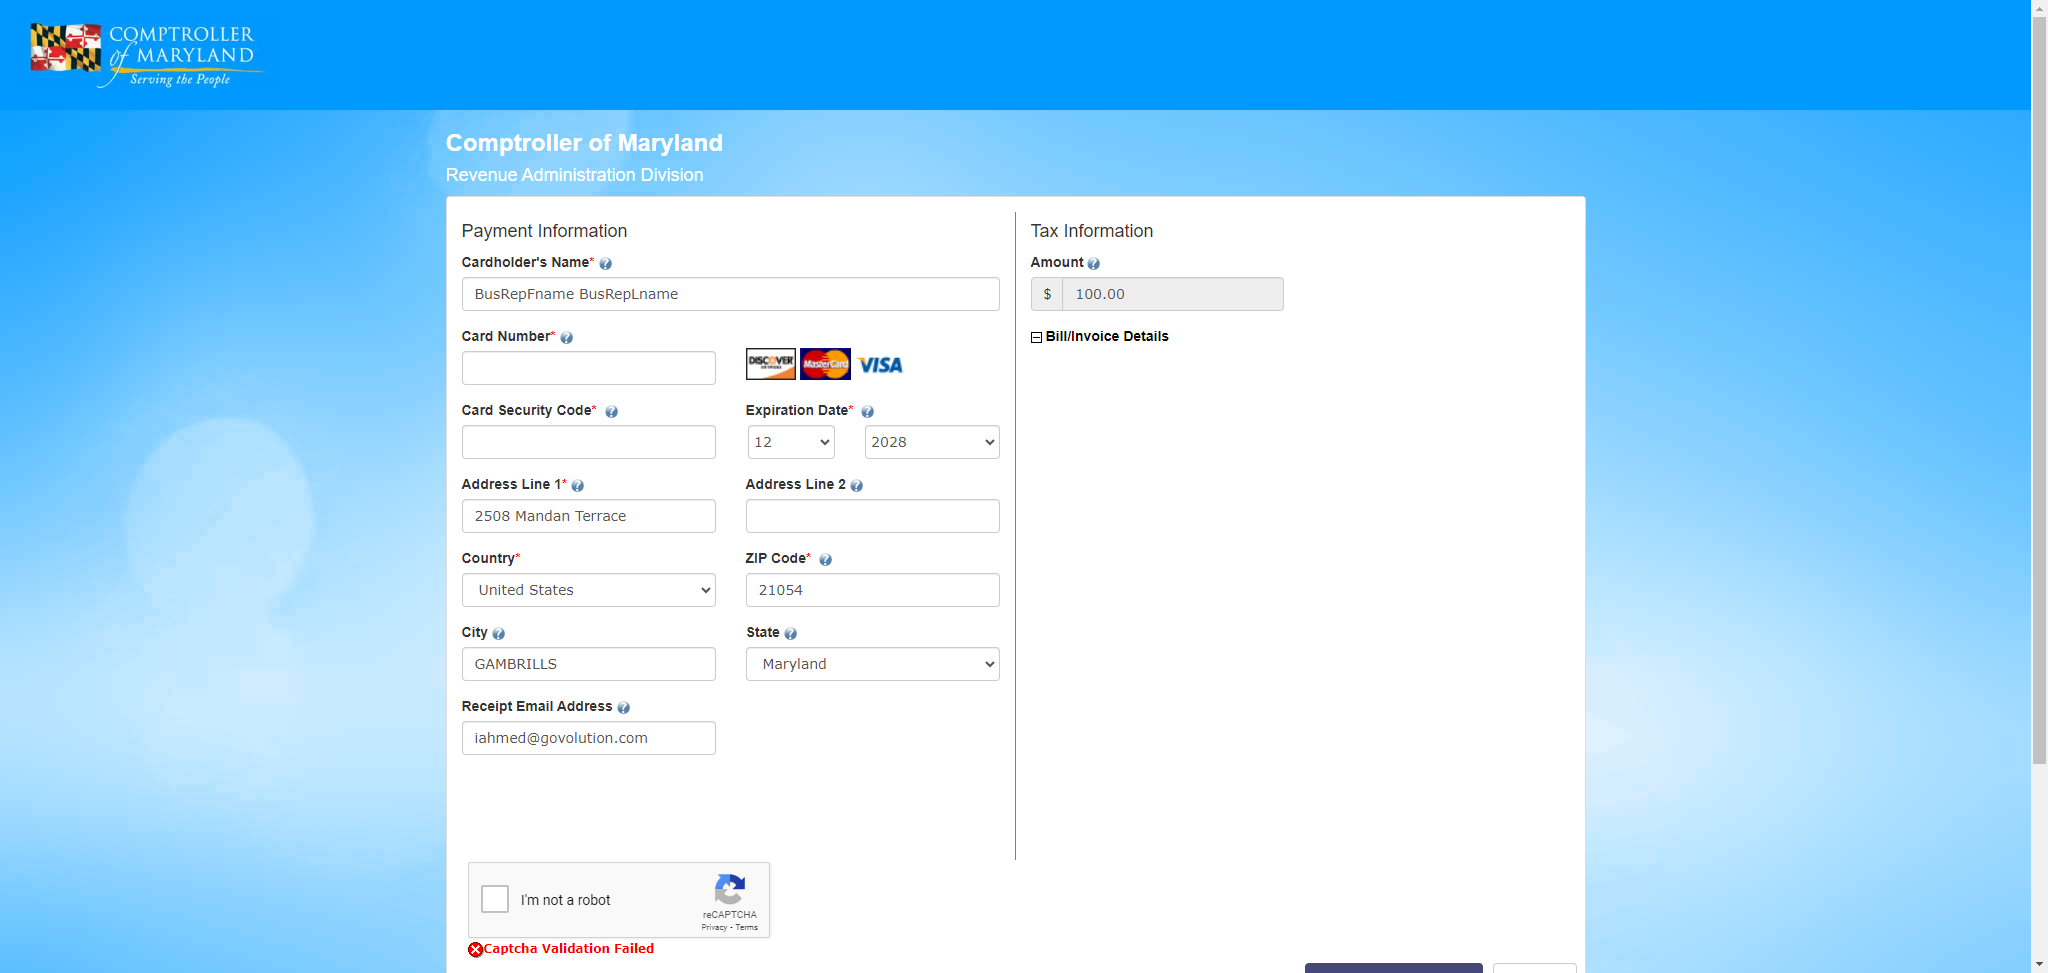 COMPTROLLER
of MARYLAND
Serving the People
Comptroller of Maryland
Revenue Administration Division
Payment Information
Tax Information
Cardholder's Name* ?
Amount ?
BusRepFname BusRepLname
$ 100.00
Card Number* ?
Bill/Invoice Details
DISCOVER NETWORK MasterCard VISA
Card Security Code* ?
Expiration Date* ?
12 2028
Address Line 1* ?
Address Line 2 ?
2508 Mandan Terrace
Country*
ZIP Code* ?
United States
21054
City ?
State ?
GAMBRILLS
Maryland
Receipt Email Address ?
iahmed@govolution.com
I'm not a robot
reCAPTCHA
Privacy - Terms
Captcha Validation Failed